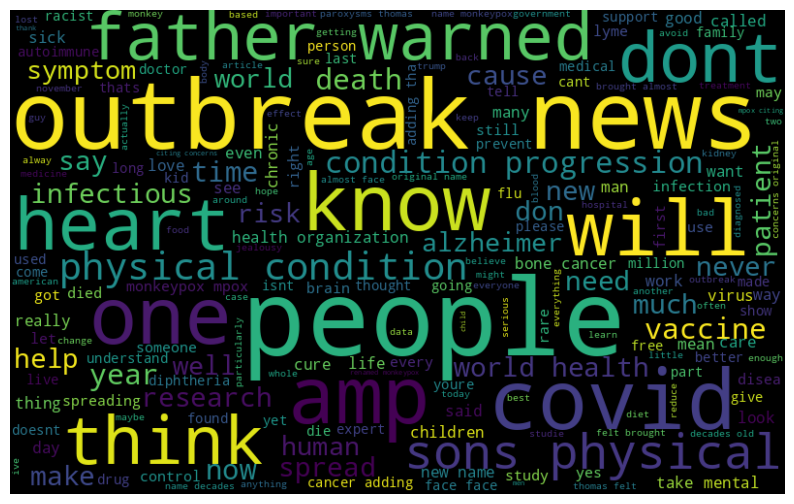 monkey based important paroxysms thomas name monkeypox government
lost racist support good called avoid
thank sick father warned dont
autoimmune person last lyme family
symptom doctor world death cause medical brought almost
november article trump back cant may
thats sure tell adding that treatment mpox citing
outbreak news
guy effect keep many two
actually body still prevent
alway citing concerns
say even chronic right condition progression kidney
medicine long love time age almost face original name want patient
infectious kid see hope know flu new man infection concerns original
around blood hospital bad diagnosed
heart risk don please use first will
used food health organization alzheimer
come jealousy bone cancer million never
american physical condition believe might everyone
monkeypox mpox isnt brain thought going need work made
got died case everything another outbreak
one people rare much virus way show often
really data child serious learn
let change someone particularly vaccine
help understand well free mean care
year cure life every little better enough
live diphtheria whole youre world health part disea
thing spreading research today best reduce give
maybe found yet said diet look
doesnt think amp covid
day human die expert children felt brought decades old studie
make drug control now spread sons physical
ive name decades anything cancer adding new name face face study yes take mental
men thomas felt